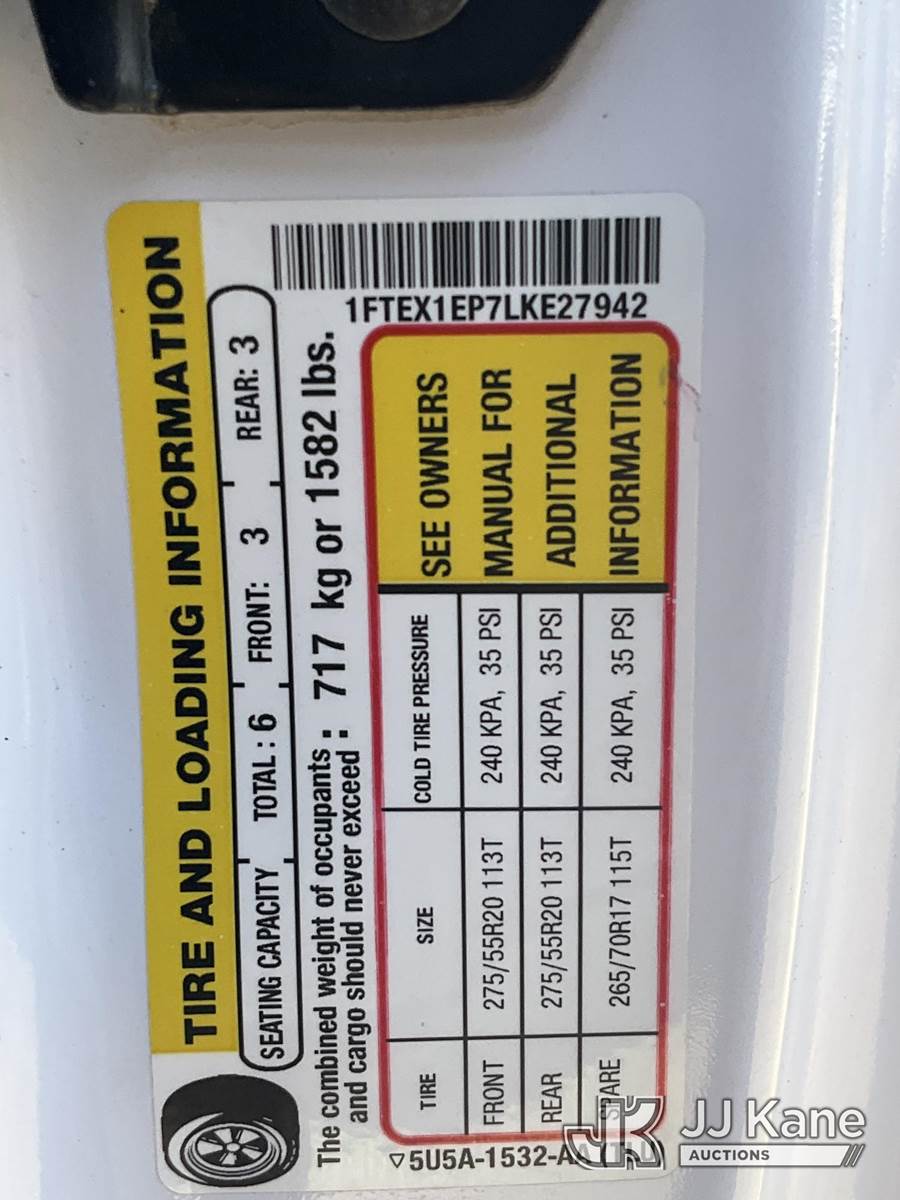 TIRE AND LOADING INFORMATION
SEATING CAPACITY TOTAL : 6 FRONT: 3 REAR: 3
The combined weight of occupants
and cargo should never exceed : 717 kg or 1582 lbs.
1FTEX1EP7LKE27942
TIRE SIZE COLD TIRE PRESSURE
FRONT 275/55R20 113T 240 KPA, 35 PSI
REAR 275/55R20 113T 240 KPA, 35 PSI
SPARE 265/70R17 115T 240 KPA, 35 PSI
SEE OWNERS
MANUAL FOR
ADDITIONAL
INFORMATION
5U5A-1532-AA
JJ Kane
AUCTIONS